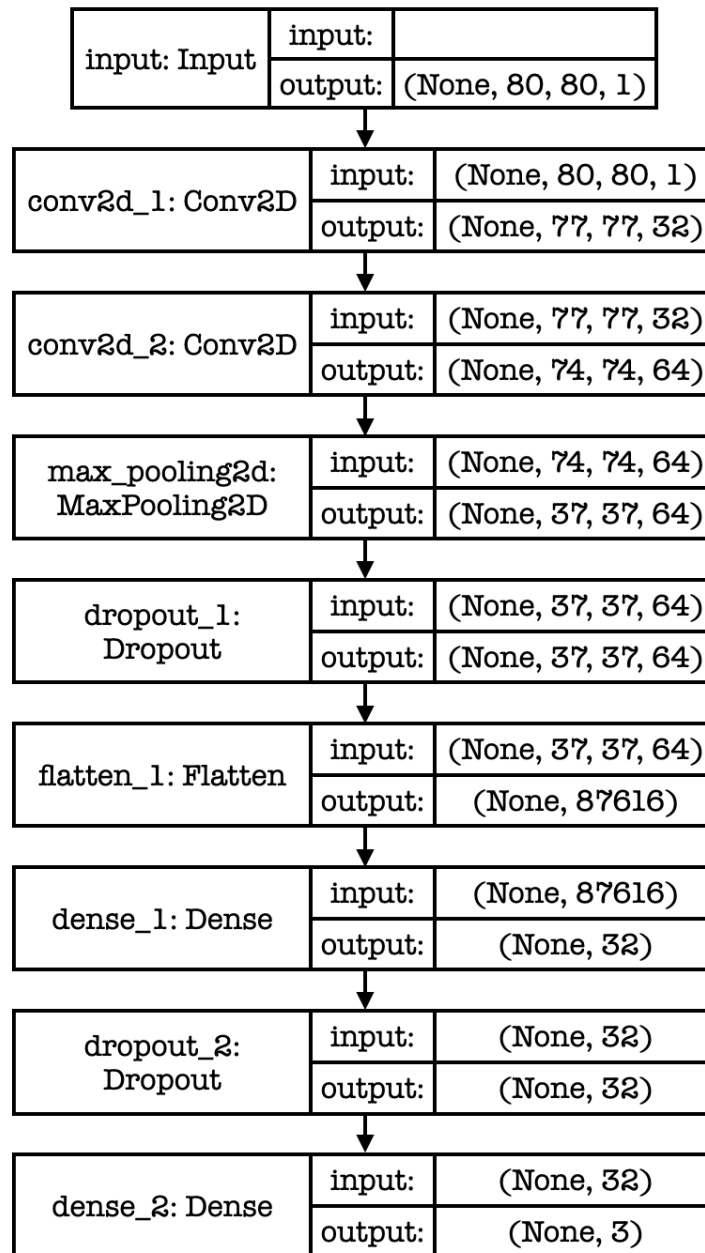 input: Input
input:
output:
(None, 80, 80, 1)
conv2d_1: Conv2D
input:
(None, 80, 80, 1)
output:
(None, 77, 77, 32)
conv2d_2: Conv2D
input:
(None, 77, 77, 32)
output:
(None, 74, 74, 64)
max_pooling2d:
MaxPooling2D
input:
(None, 74, 74, 64)
output:
(None, 37, 37, 64)
dropout_1:
Dropout
input:
(None, 37, 37, 64)
output:
(None, 37, 37, 64)
flatten_1: Flatten
input:
(None, 37, 37, 64)
output:
(None, 87616)
dense_1: Dense
input:
(None, 87616)
output:
(None, 32)
dropout_2:
Dropout
input:
(None, 32)
output:
(None, 32)
dense_2: Dense
input:
(None, 32)
output:
(None, 3)